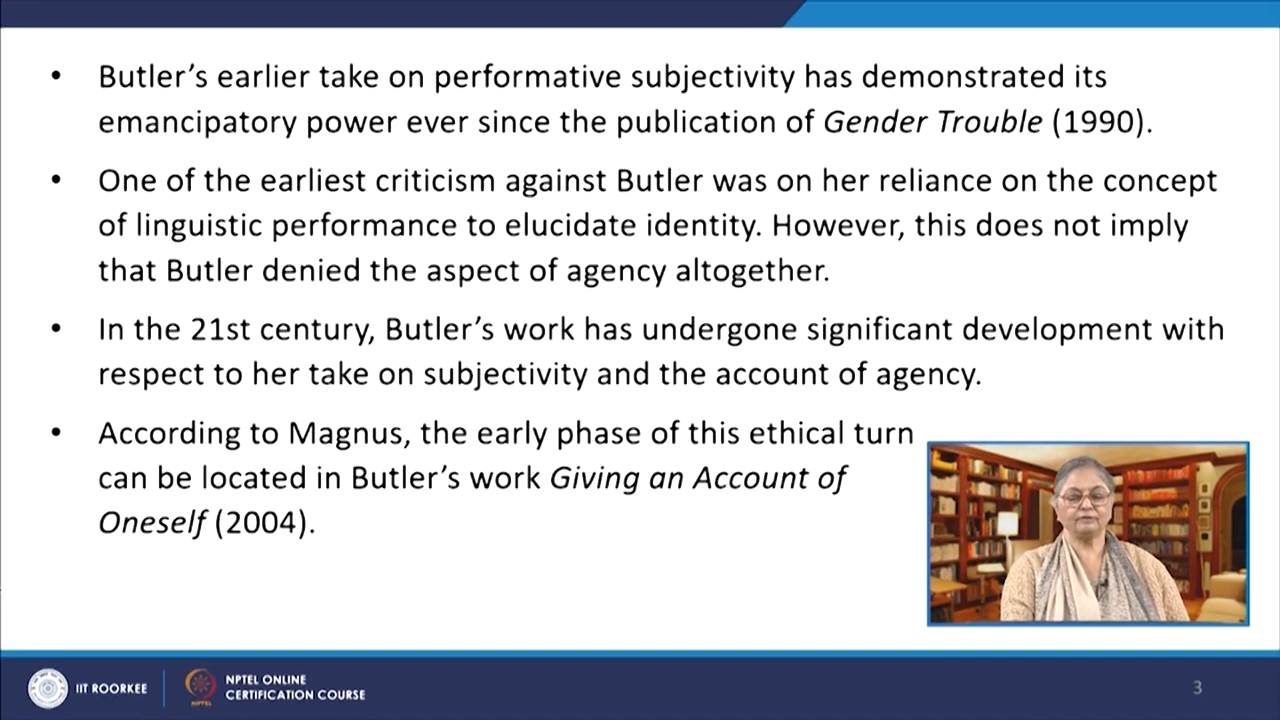 • Butler's earlier take on performative subjectivity has demonstrated its
emancipatory power ever since the publication of Gender Trouble (1990).
• One of the earliest criticism against Butler was on her reliance on the concept
of linguistic performance to elucidate identity. However, this does not imply
that Butler denied the aspect of agency altogether.
• In the 21st century, Butler's work has undergone significant development with
respect to her take on subjectivity and the account of agency.
• According to Magnus, the early phase of this ethical turn
can be located in Butler's work Giving an Account of
Oneself (2004).
IIT ROORKEE
NPTEL
NPTEL ONLINE
CERTIFICATION COURSE
3